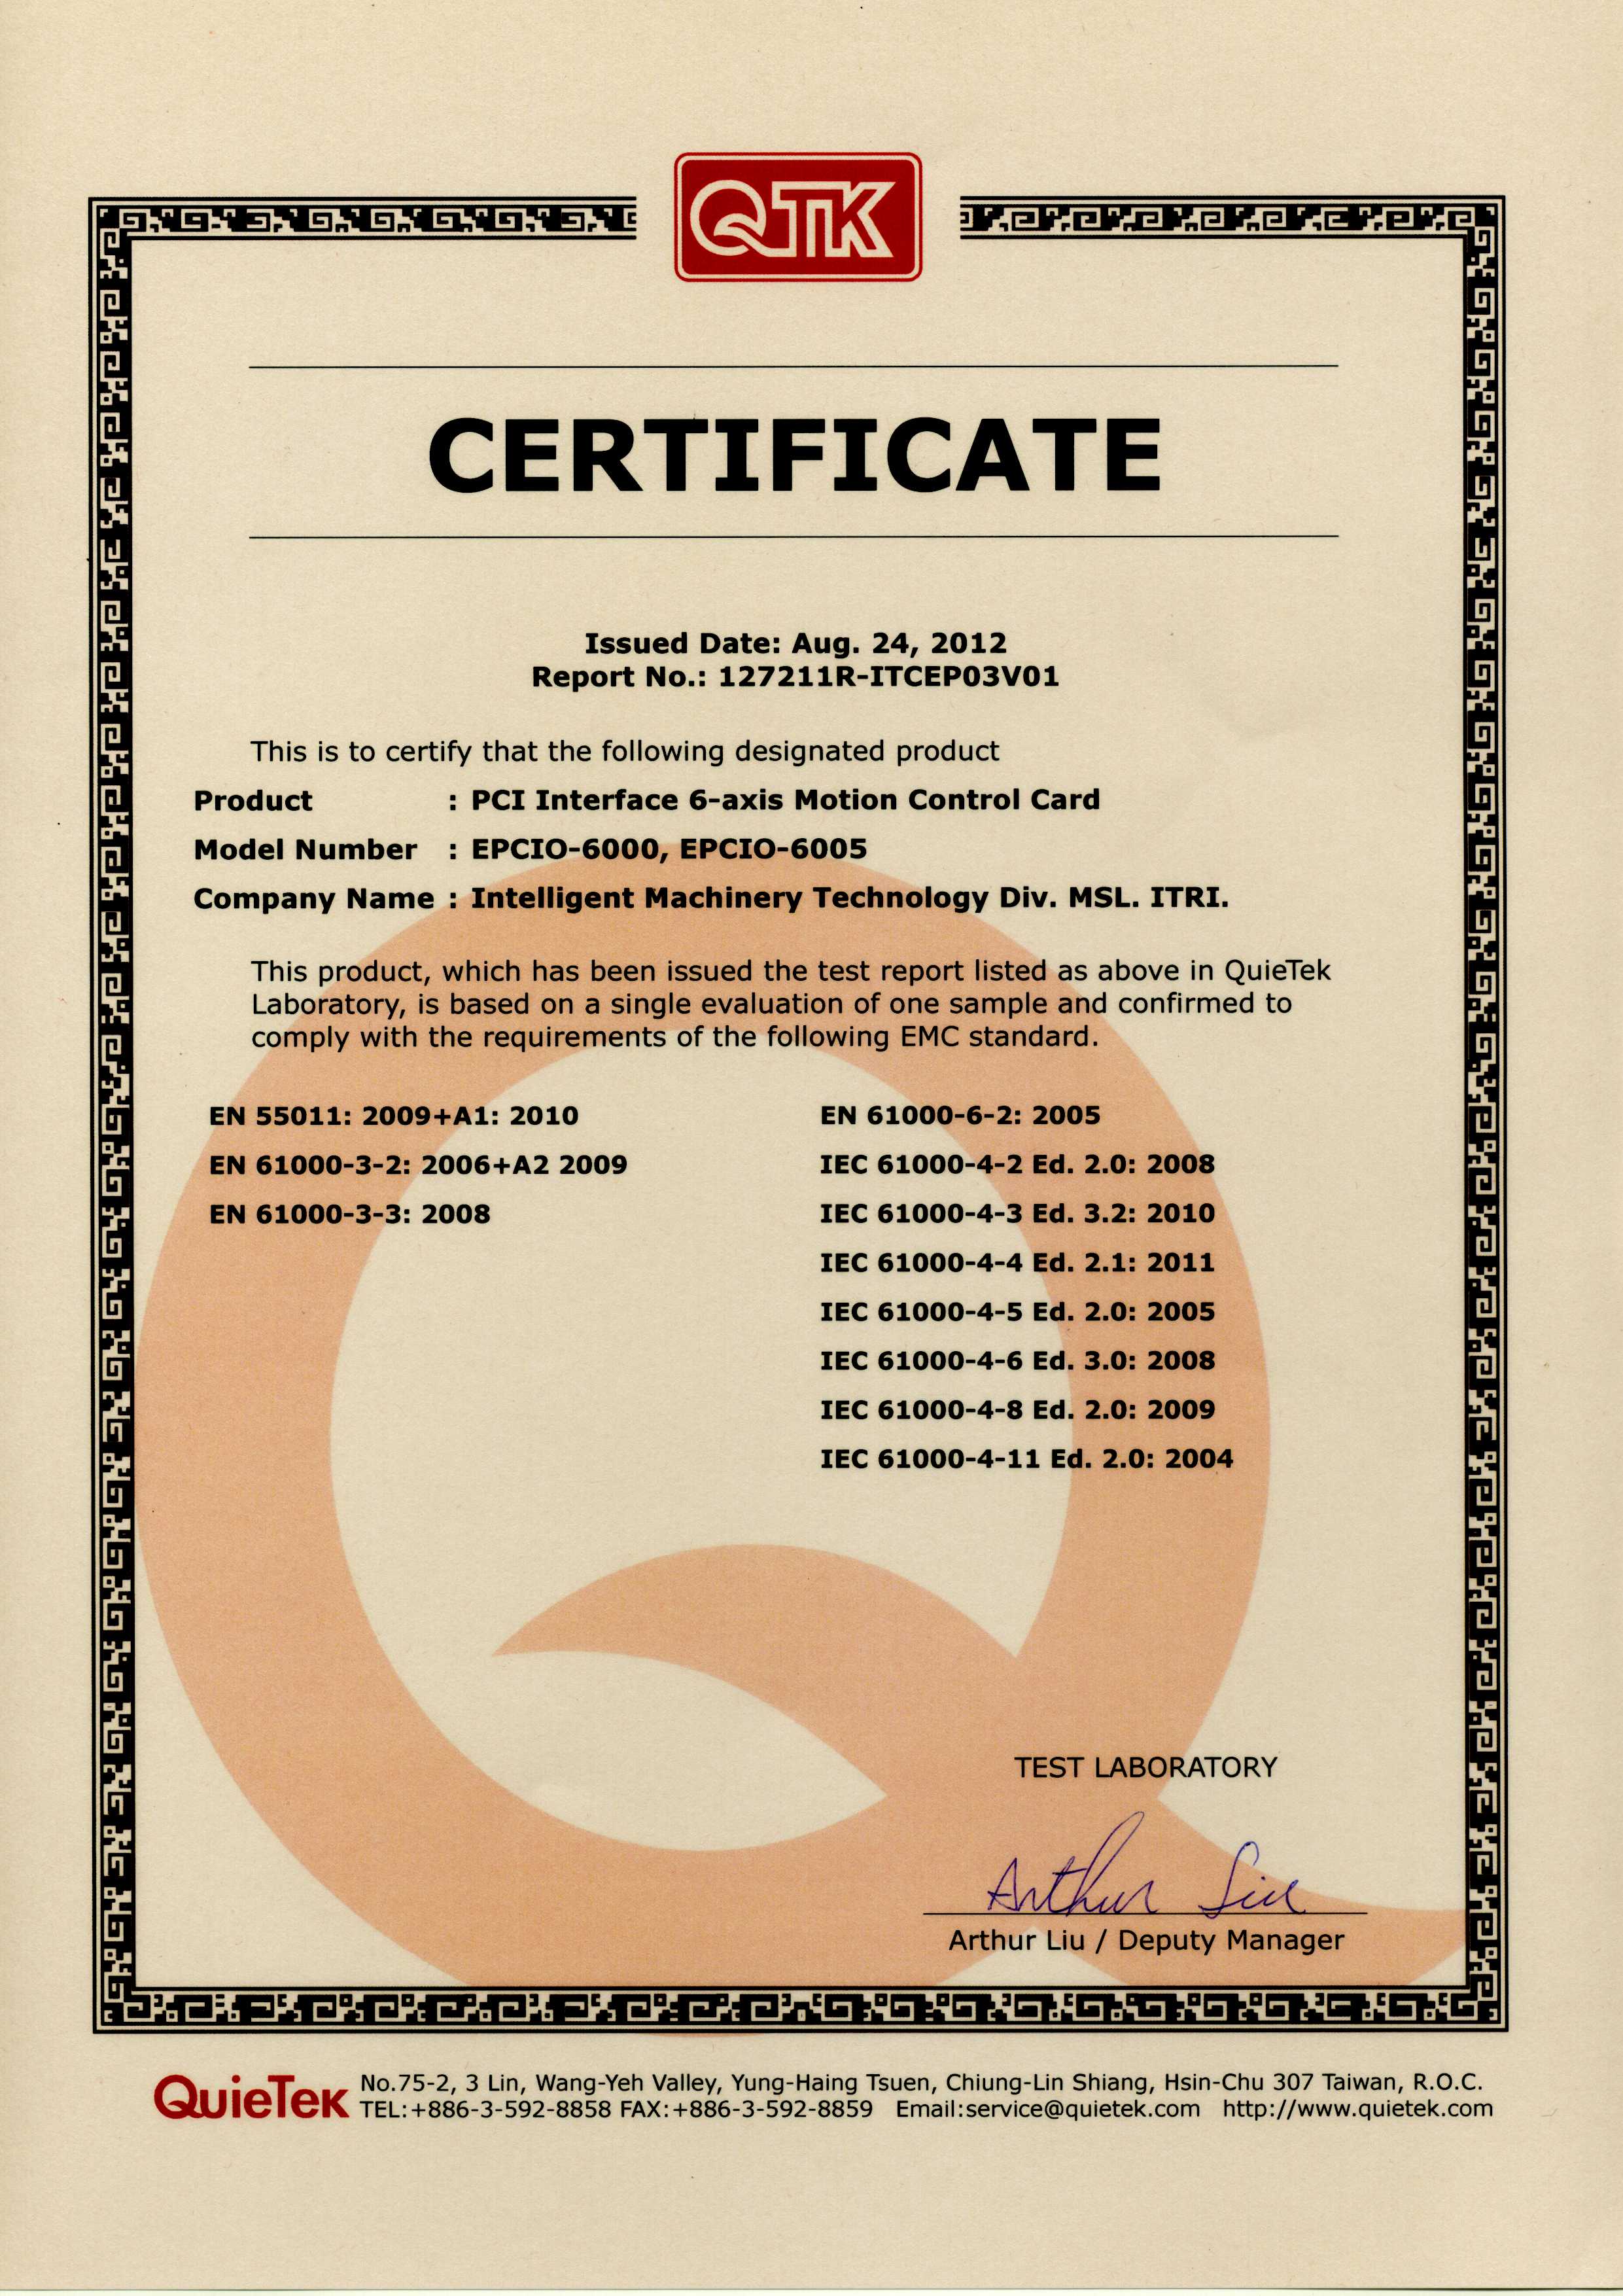 QTK
CERTIFICATE
Issued Date: Aug. 24, 2012
Report No.: 127211R-ITCEP03V01
This is to certify that the following designated product
Product : PCI Interface 6-axis Motion Control Card
Model Number : EPCIO-6000, EPCIO-6005
Company Name : Intelligent Machinery Technology Div. MSL. ITRI.
This product, which has been issued the test report listed as above in QuieTek
Laboratory, is based on a single evaluation of one sample and confirmed to
comply with the requirements of the following EMC standard.
EN 55011: 2009+A1: 2010
EN 61000-3-2: 2006+A2 2009
EN 61000-3-3: 2008
EN 61000-6-2: 2005
IEC 61000-4-2 Ed. 2.0: 2008
IEC 61000-4-3 Ed. 3.2: 2010
IEC 61000-4-4 Ed. 2.1: 2011
IEC 61000-4-5 Ed. 2.0: 2005
IEC 61000-4-6 Ed. 3.0: 2008
IEC 61000-4-8 Ed. 2.0: 2009
IEC 61000-4-11 Ed. 2.0: 2004
TEST LABORATORY
Arthur Liu
Arthur Liu / Deputy Manager
QuieTek
No.75-2, 3 Lin, Wang-Yeh Valley, Yung-Haing Tsuen, Chiung-Lin Shiang, Hsin-Chu 307 Taiwan, R.O.C.
TEL:+886-3-592-8858 FAX:+886-3-592-8859 Email:service@quietek.com http://www.quietek.com